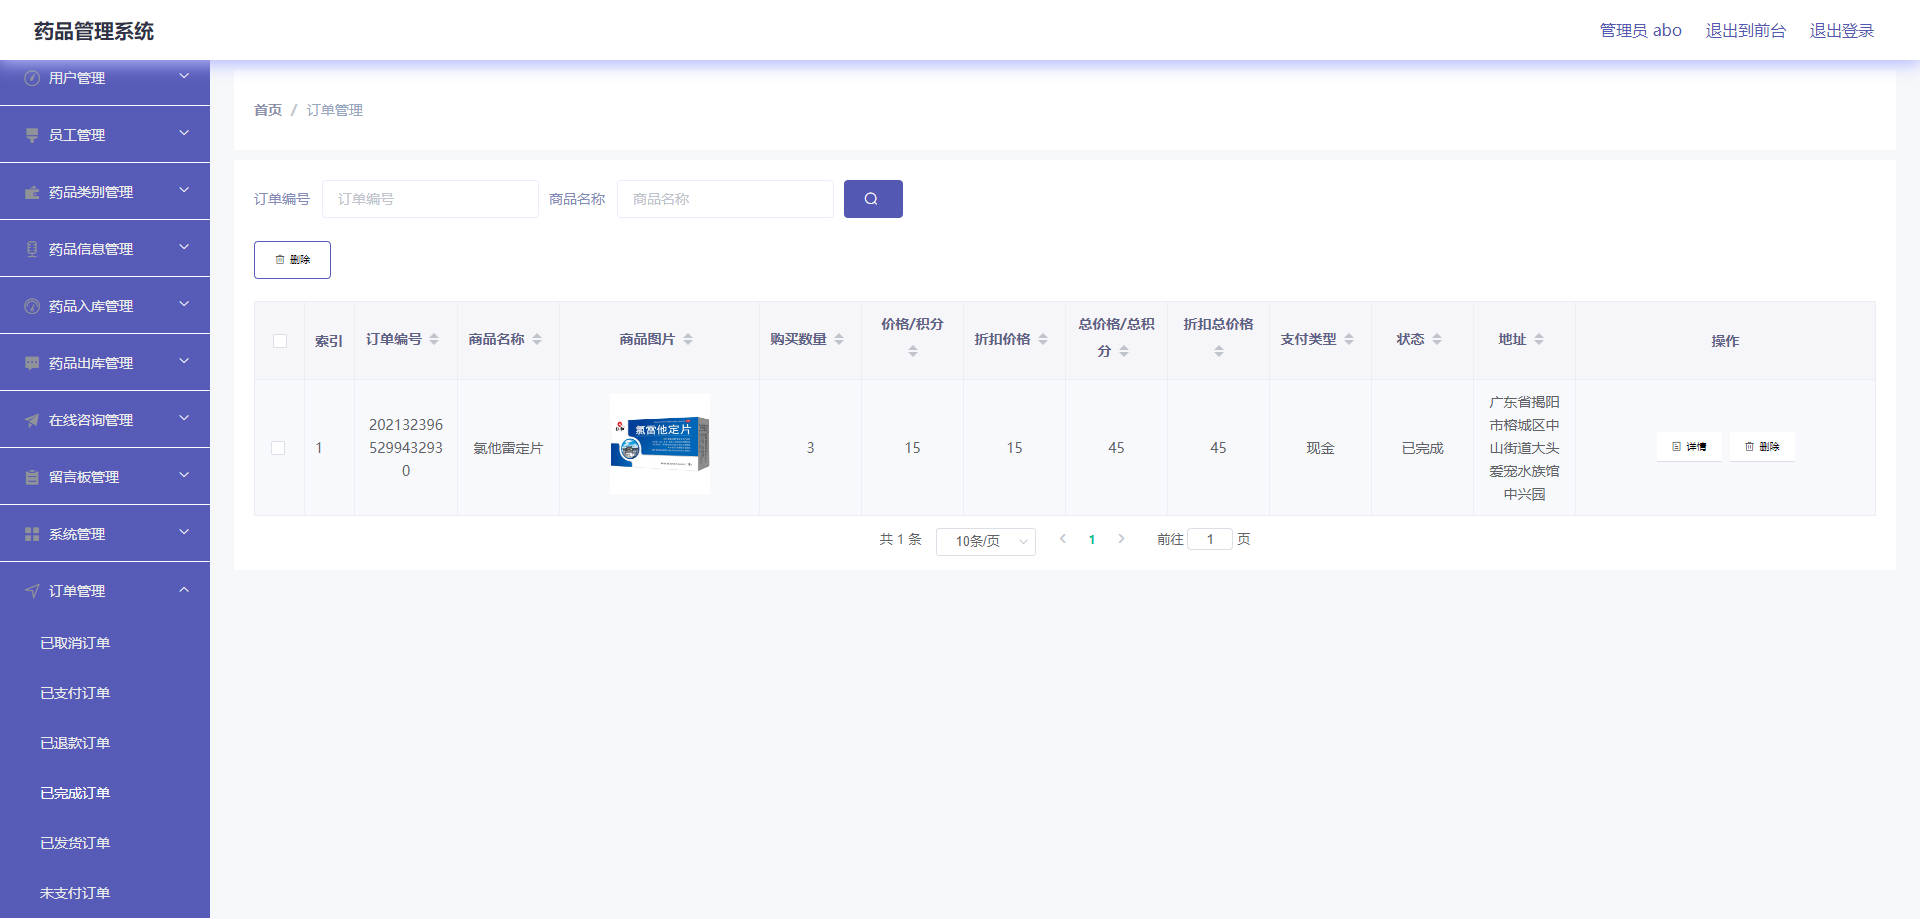 药品管理系统
管理员 abo
退出到前台
退出登录
用户管理
员工管理
药品类别管理
药品信息管理
药品入库管理
药品出库管理
在线咨询管理
留言板管理
系统管理
订单管理
已取消订单
已支付订单
已退款订单
已完成订单
已发货订单
未支付订单
首页 / 订单管理
订单编号 订单编号 商品名称 商品名称
删除
索引 订单编号 商品名称 商品图片 购买数量 价格/积分 折扣价格 总价格/总积分 折扣总价格 支付类型 状态 地址 操作
1
202132396
529943293
0
氯他雷定片
氯雷他定片
3
15
15
45
45
现金
已完成
广东省揭阳
市榕城区中
山街道大头
爱宠水族馆
中兴园
详情
删除
共 1 条 10条/页 1 前往 1 页